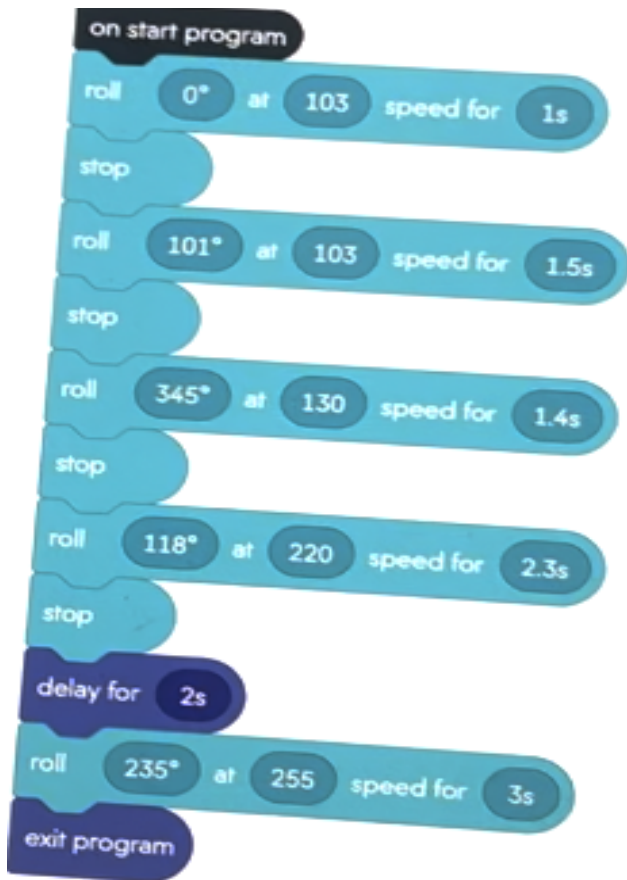 on start program
roll 0° at 103 speed for 1s
stop
roll 101° at 103 speed for 1.5s
stop
roll 345° at 130 speed for 1.4s
stop
roll 118° at 220 speed for 2.3s
stop
delay for 2s
roll 235° at 255 speed for 3s
exit program